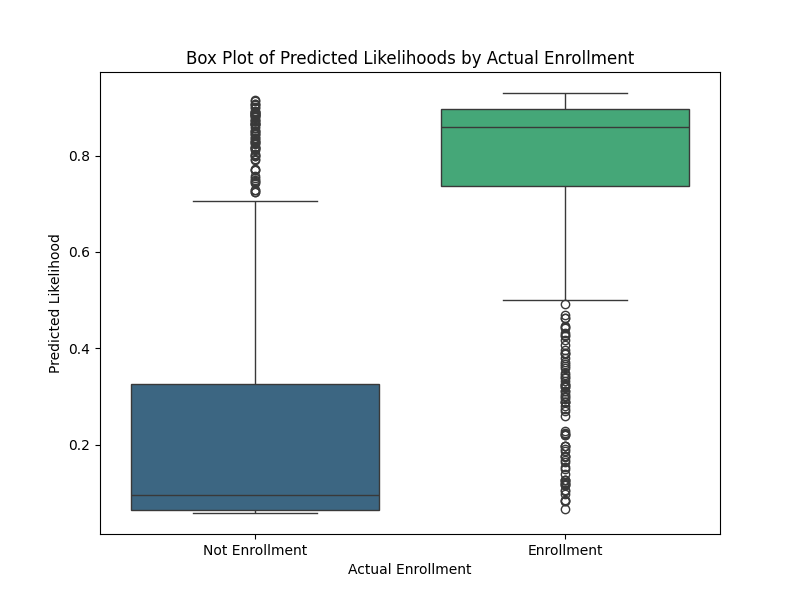 Box Plot of Predicted Likelihoods by Actual Enrollment
Predicted Likelihood
0.8
0.6
0.4
0.2
Not Enrollment
Enrollment
Actual Enrollment